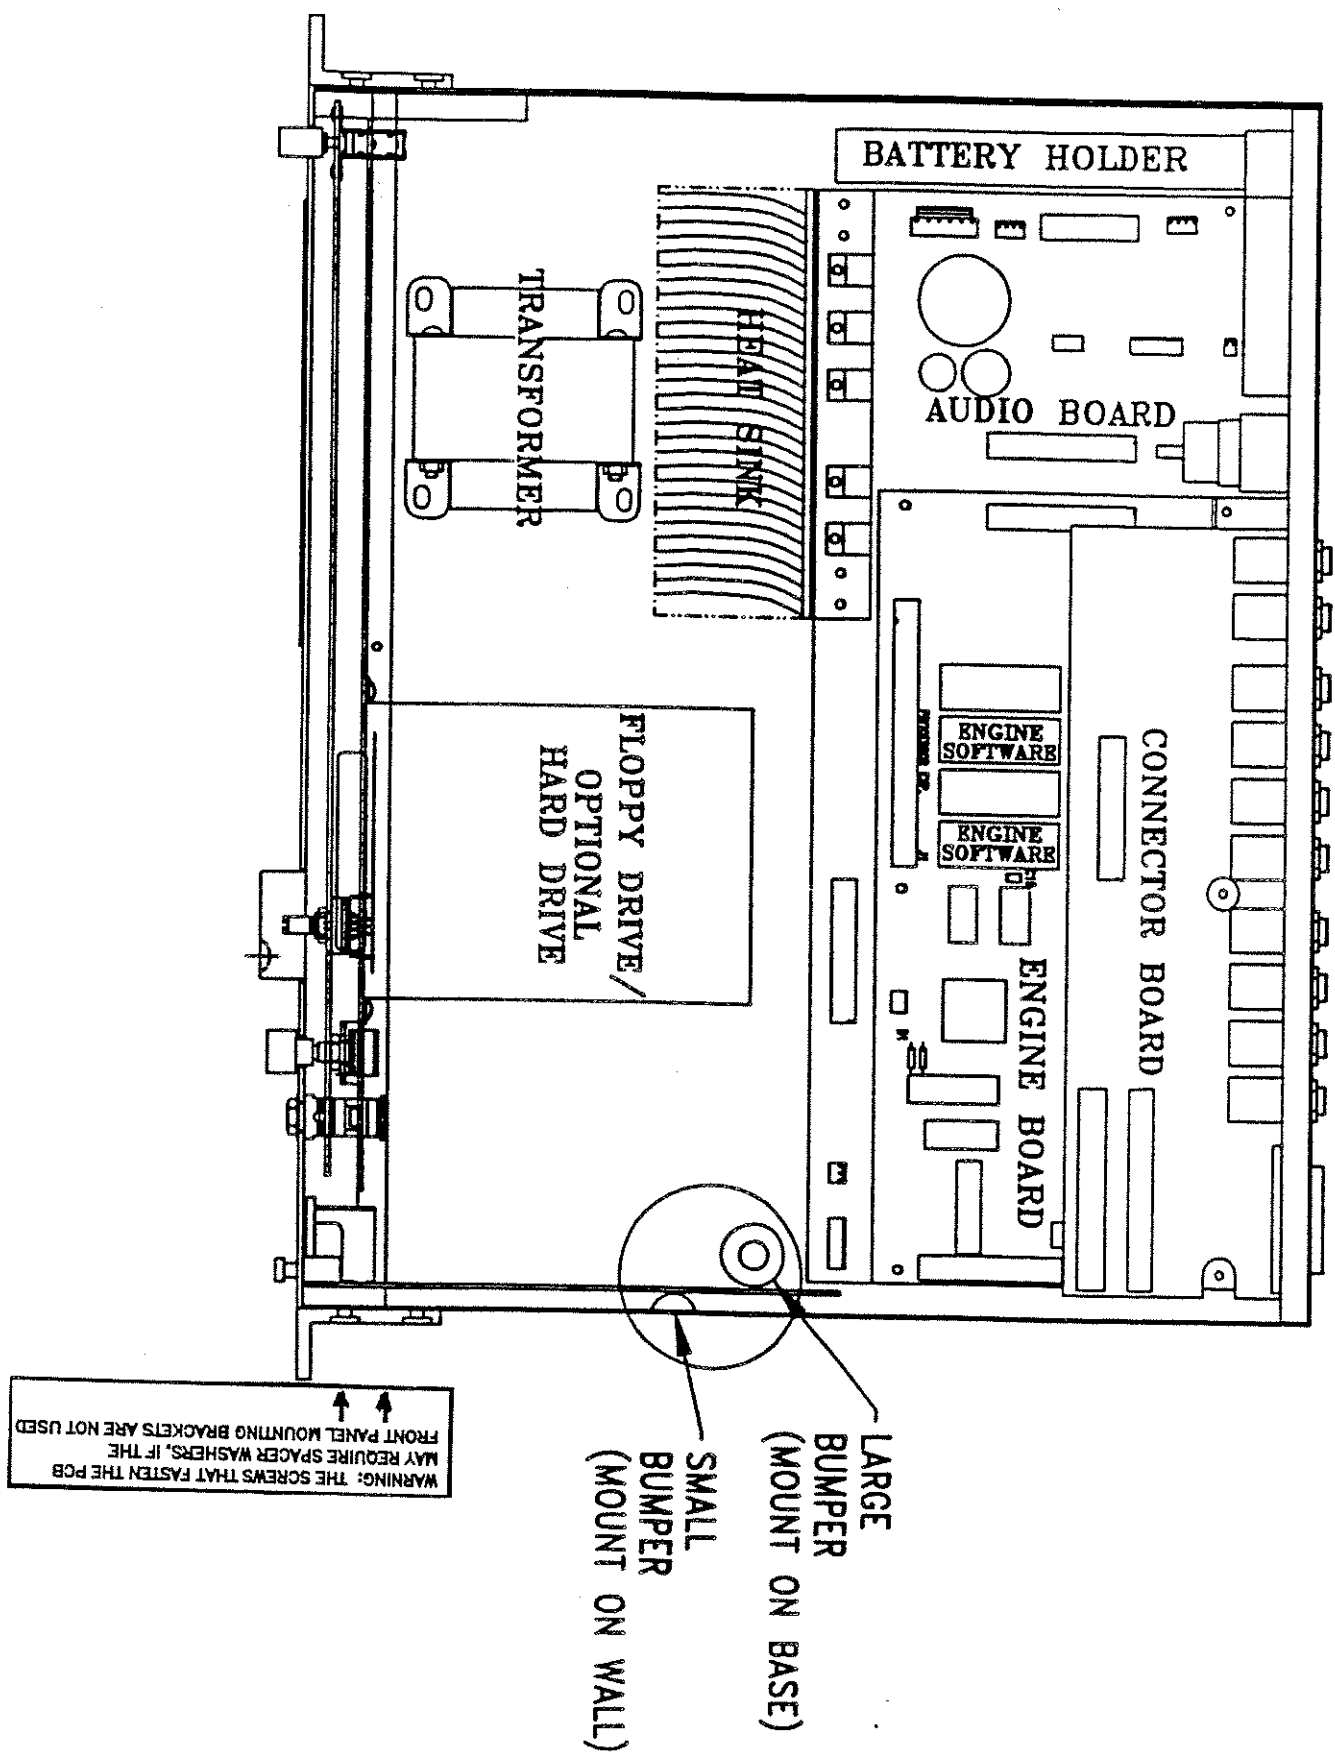 BATTERY HOLDER
AUDIO BOARD
HEAT SINK
TRANSFORMER
ENGINE
SOFTWARE
ENGINE
SOFTWARE
CONNECTOR BOARD
ENGINE BOARD
FLOPPY DRIVE/
OPTIONAL
HARD DRIVE
LARGE
BUMPER
(MOUNT ON BASE)
SMALL
BUMPER
(MOUNT ON WALL)
WARNING: THE SCREWS THAT FASTEN THE PCB
MAY REQUIRE SPACER WASHERS, IF THE
FRONT PANEL MOUNTING BRACKETS ARE NOT USED